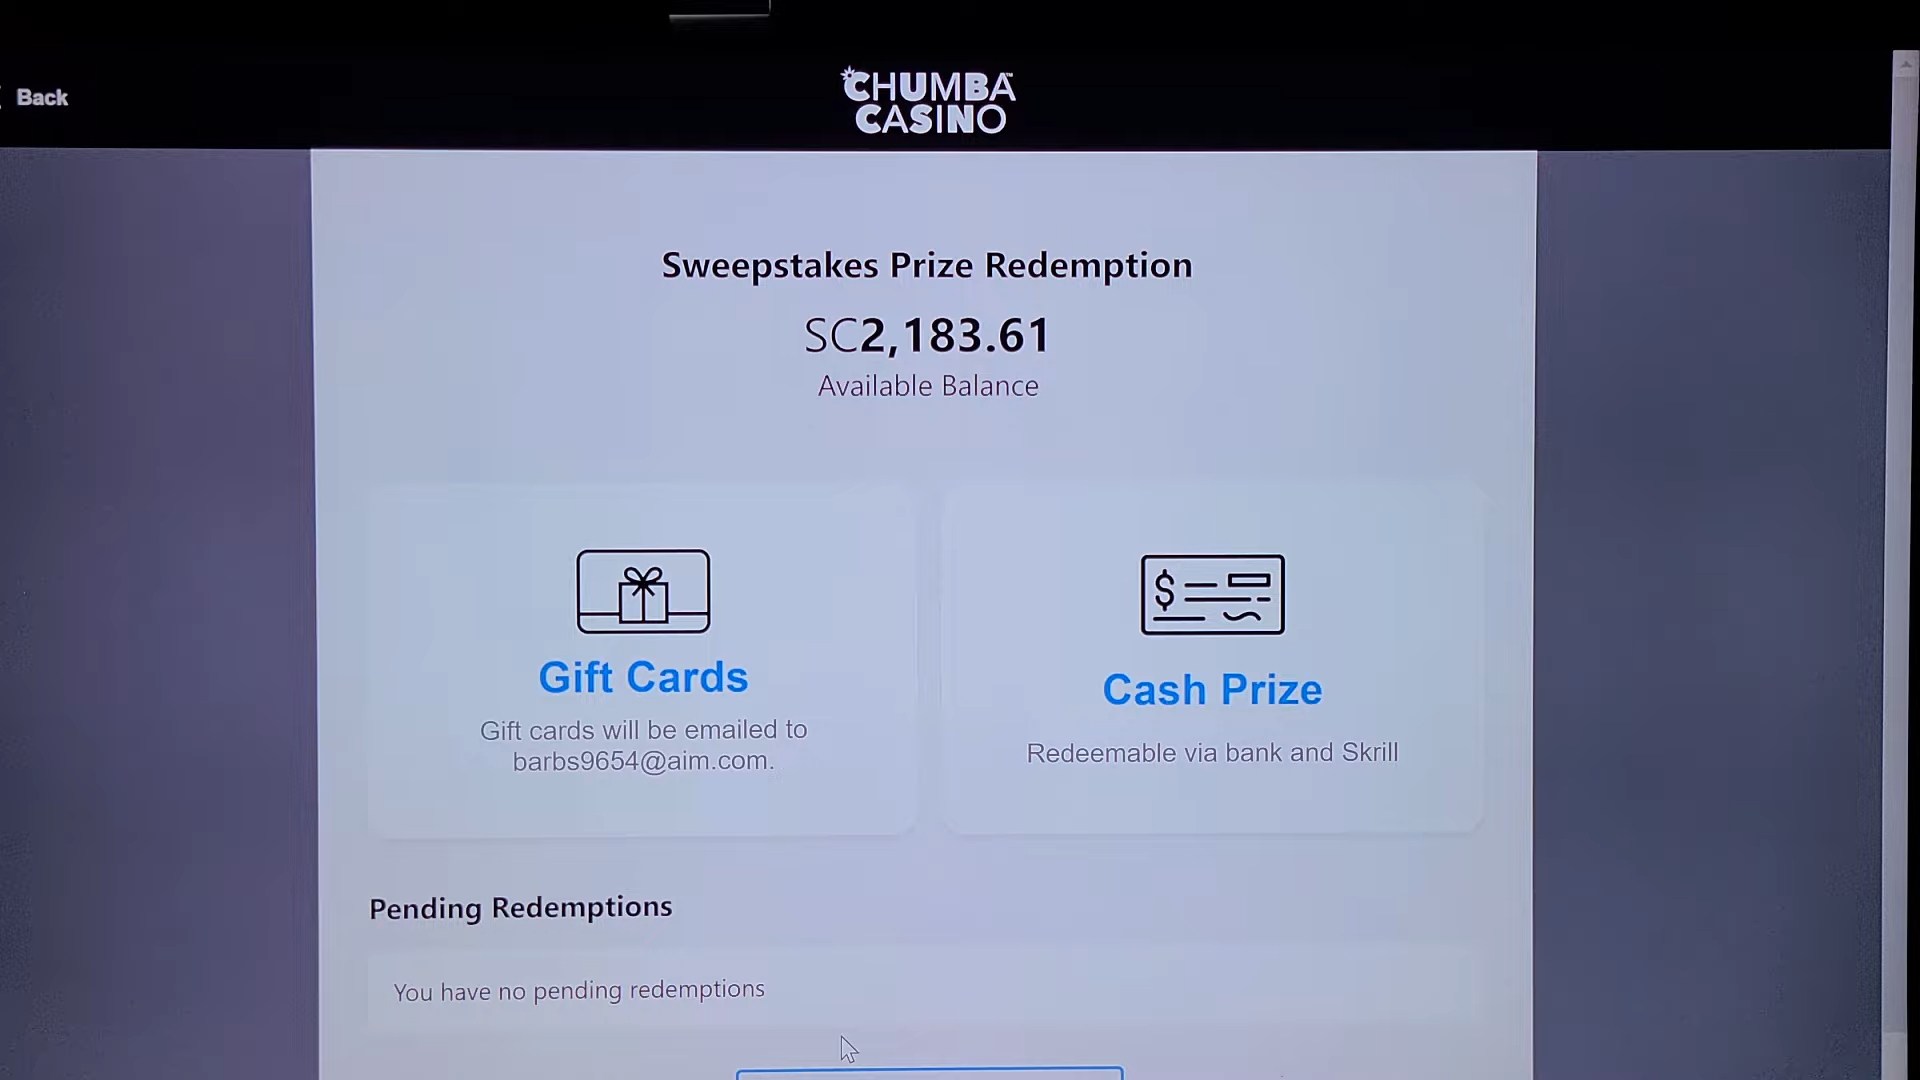 Back
CHUMBA
CASINO
Sweepstakes Prize Redemption
SC2,183.61
Available Balance
Gift Cards
Gift cards will be emailed to
barbs9654@aim.com.
Cash Prize
Redeemable via bank and Skrill
Pending Redemptions
You have no pending redemptions